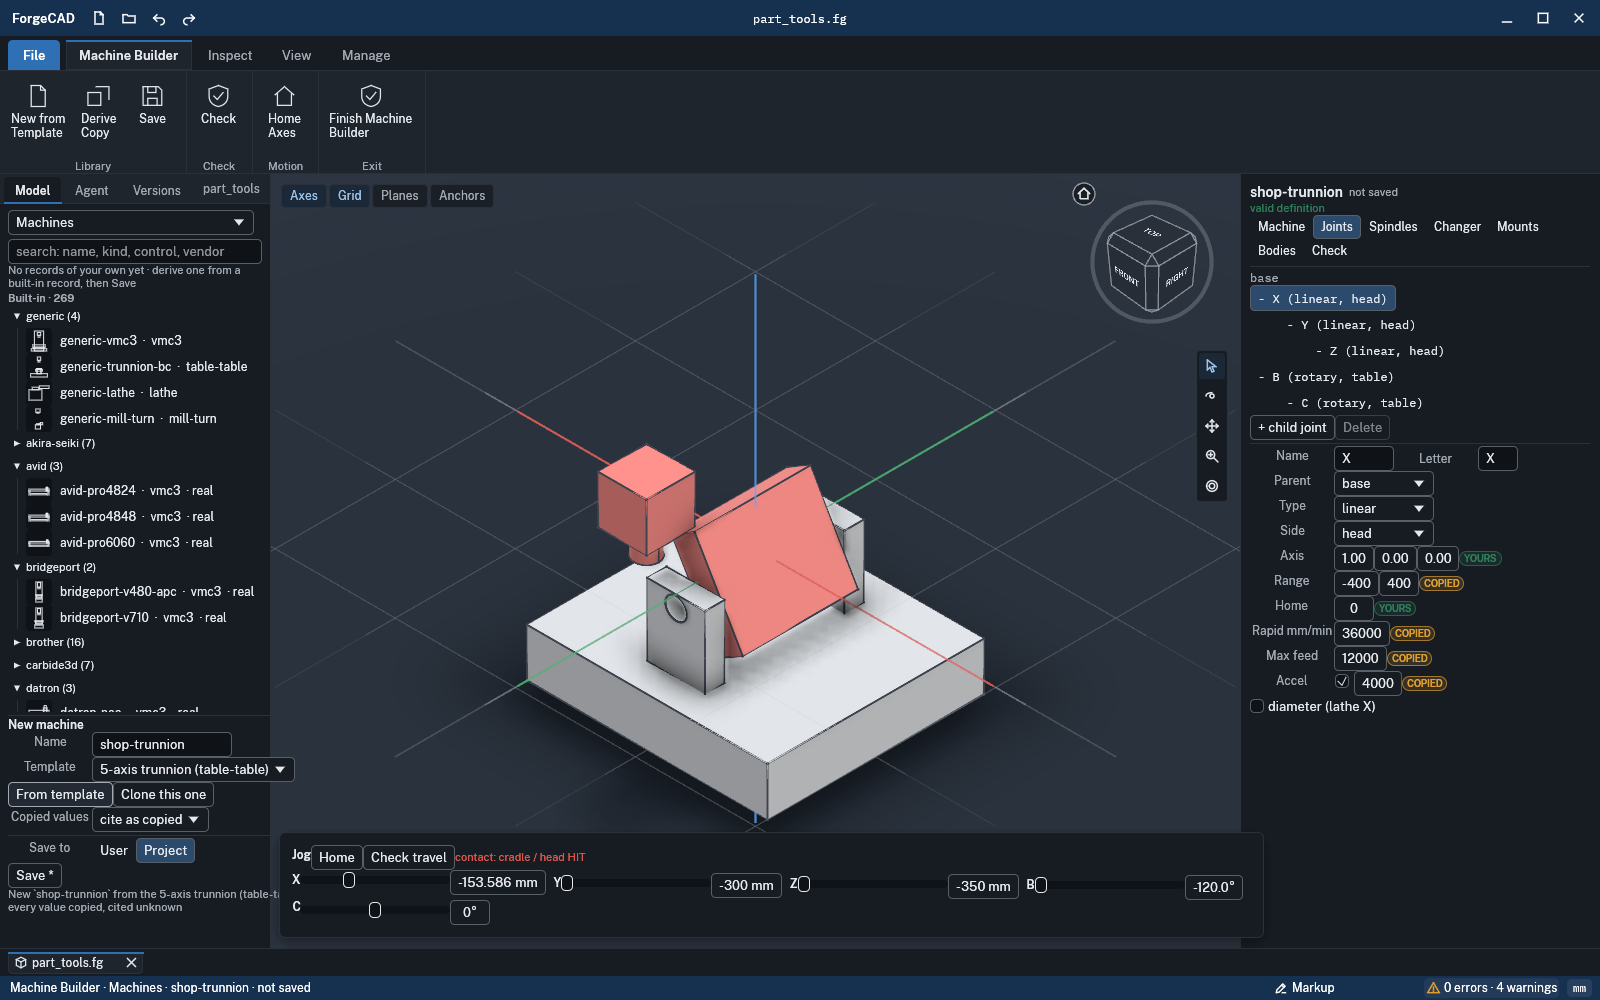 ForgeCAD
part_tools.fg
File
Machine Builder
Inspect
View
Manage
New from Template
Derive Copy
Save
Check
Home Axes
Finish Machine Builder
Library
Check
Motion
Exit
Model
Agent
Versions
part_tools
Machines
search: name, kind, control, vendor
No records of your own yet · derive one from a
built-in record, then Save
Built-in · 269
generic (4)
generic-vmc3 · vmc3
generic-trunnion-bc · table-table
generic-lathe · lathe
generic-mill-turn · mill-turn
akira-seiki (7)
avid (3)
avid-pro4824 · vmc3 · real
avid-pro4848 · vmc3 · real
avid-pro6060 · vmc3 · real
bridgeport (2)
bridgeport-v480-apc · vmc3 · real
bridgeport-v710 · vmc3 · real
brother (16)
carbide3d (7)
datron (3)
New machine
Name shop-trunnion
Template 5-axis trunnion (table-table)
From template Clone this one
Copied values cite as copied
Save to User Project
Save *
New `shop-trunnion` from the 5-axis trunnion (table-t
every value copied, cited unknown
Axes Grid Planes Anchors
TOP
FRONT
RIGHT
Jog Home Check travel contact: cradle / head HIT
X -153.586 mm Y -300 mm Z -350 mm B -120.0°
C 0°
shop-trunnion not saved
valid definition
Machine Joints Spindles Changer Mounts
Bodies Check
base
- X (linear, head)
- Y (linear, head)
- Z (linear, head)
- B (rotary, table)
- C (rotary, table)
+ child joint Delete
Name X Letter X
Parent base
Type linear
Side head
Axis 1.00 0.00 0.00 YOURS
Range -400 400 COPIED
Home 0 YOURS
Rapid mm/min 36000 COPIED
Max feed 12000 COPIED
Accel 4000 COPIED
diameter (lathe X)
part_tools.fg
Machine Builder · Machines · shop-trunnion · not saved
Markup
0 errors · 4 warnings
mm